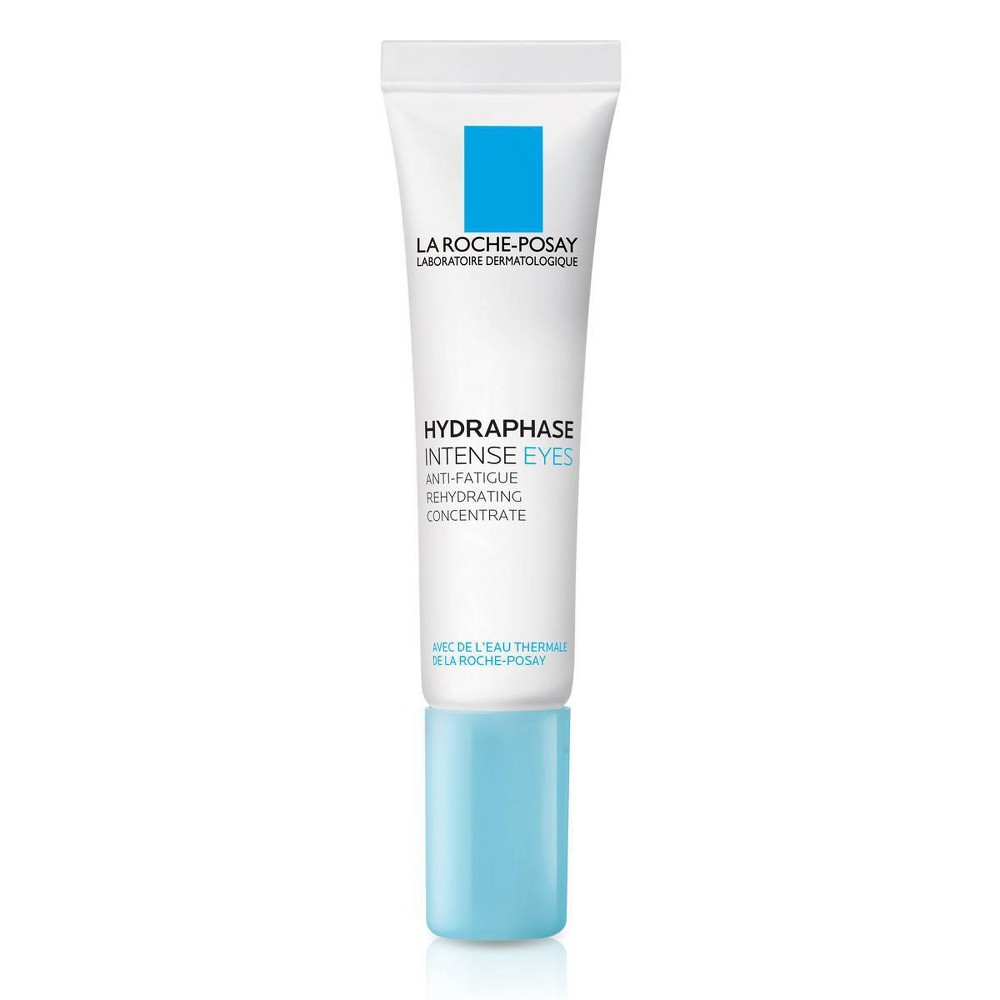 LA ROCHE-POSAY
LABORATOIRE DERMATOLOGIQUE
HYDRAPHASE
INTENSE EYES
ANTI-FATIGUE
REHYDRATING
CONCENTRATE
AVEC DE L'EAU THERMALE
DE LA ROCHE-POSAY